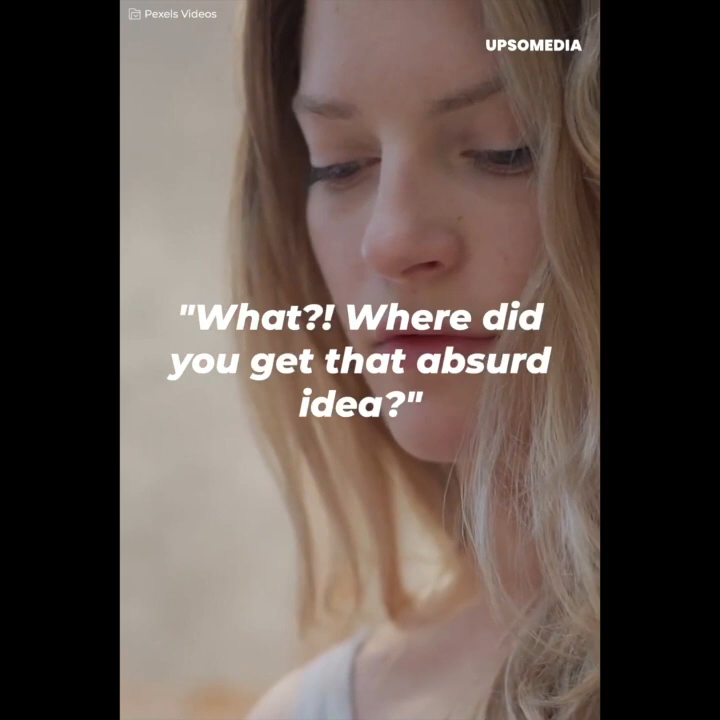 Pexels Videos
UPSOMEDIA
"What?! Where did
you get that absurd
idea?"